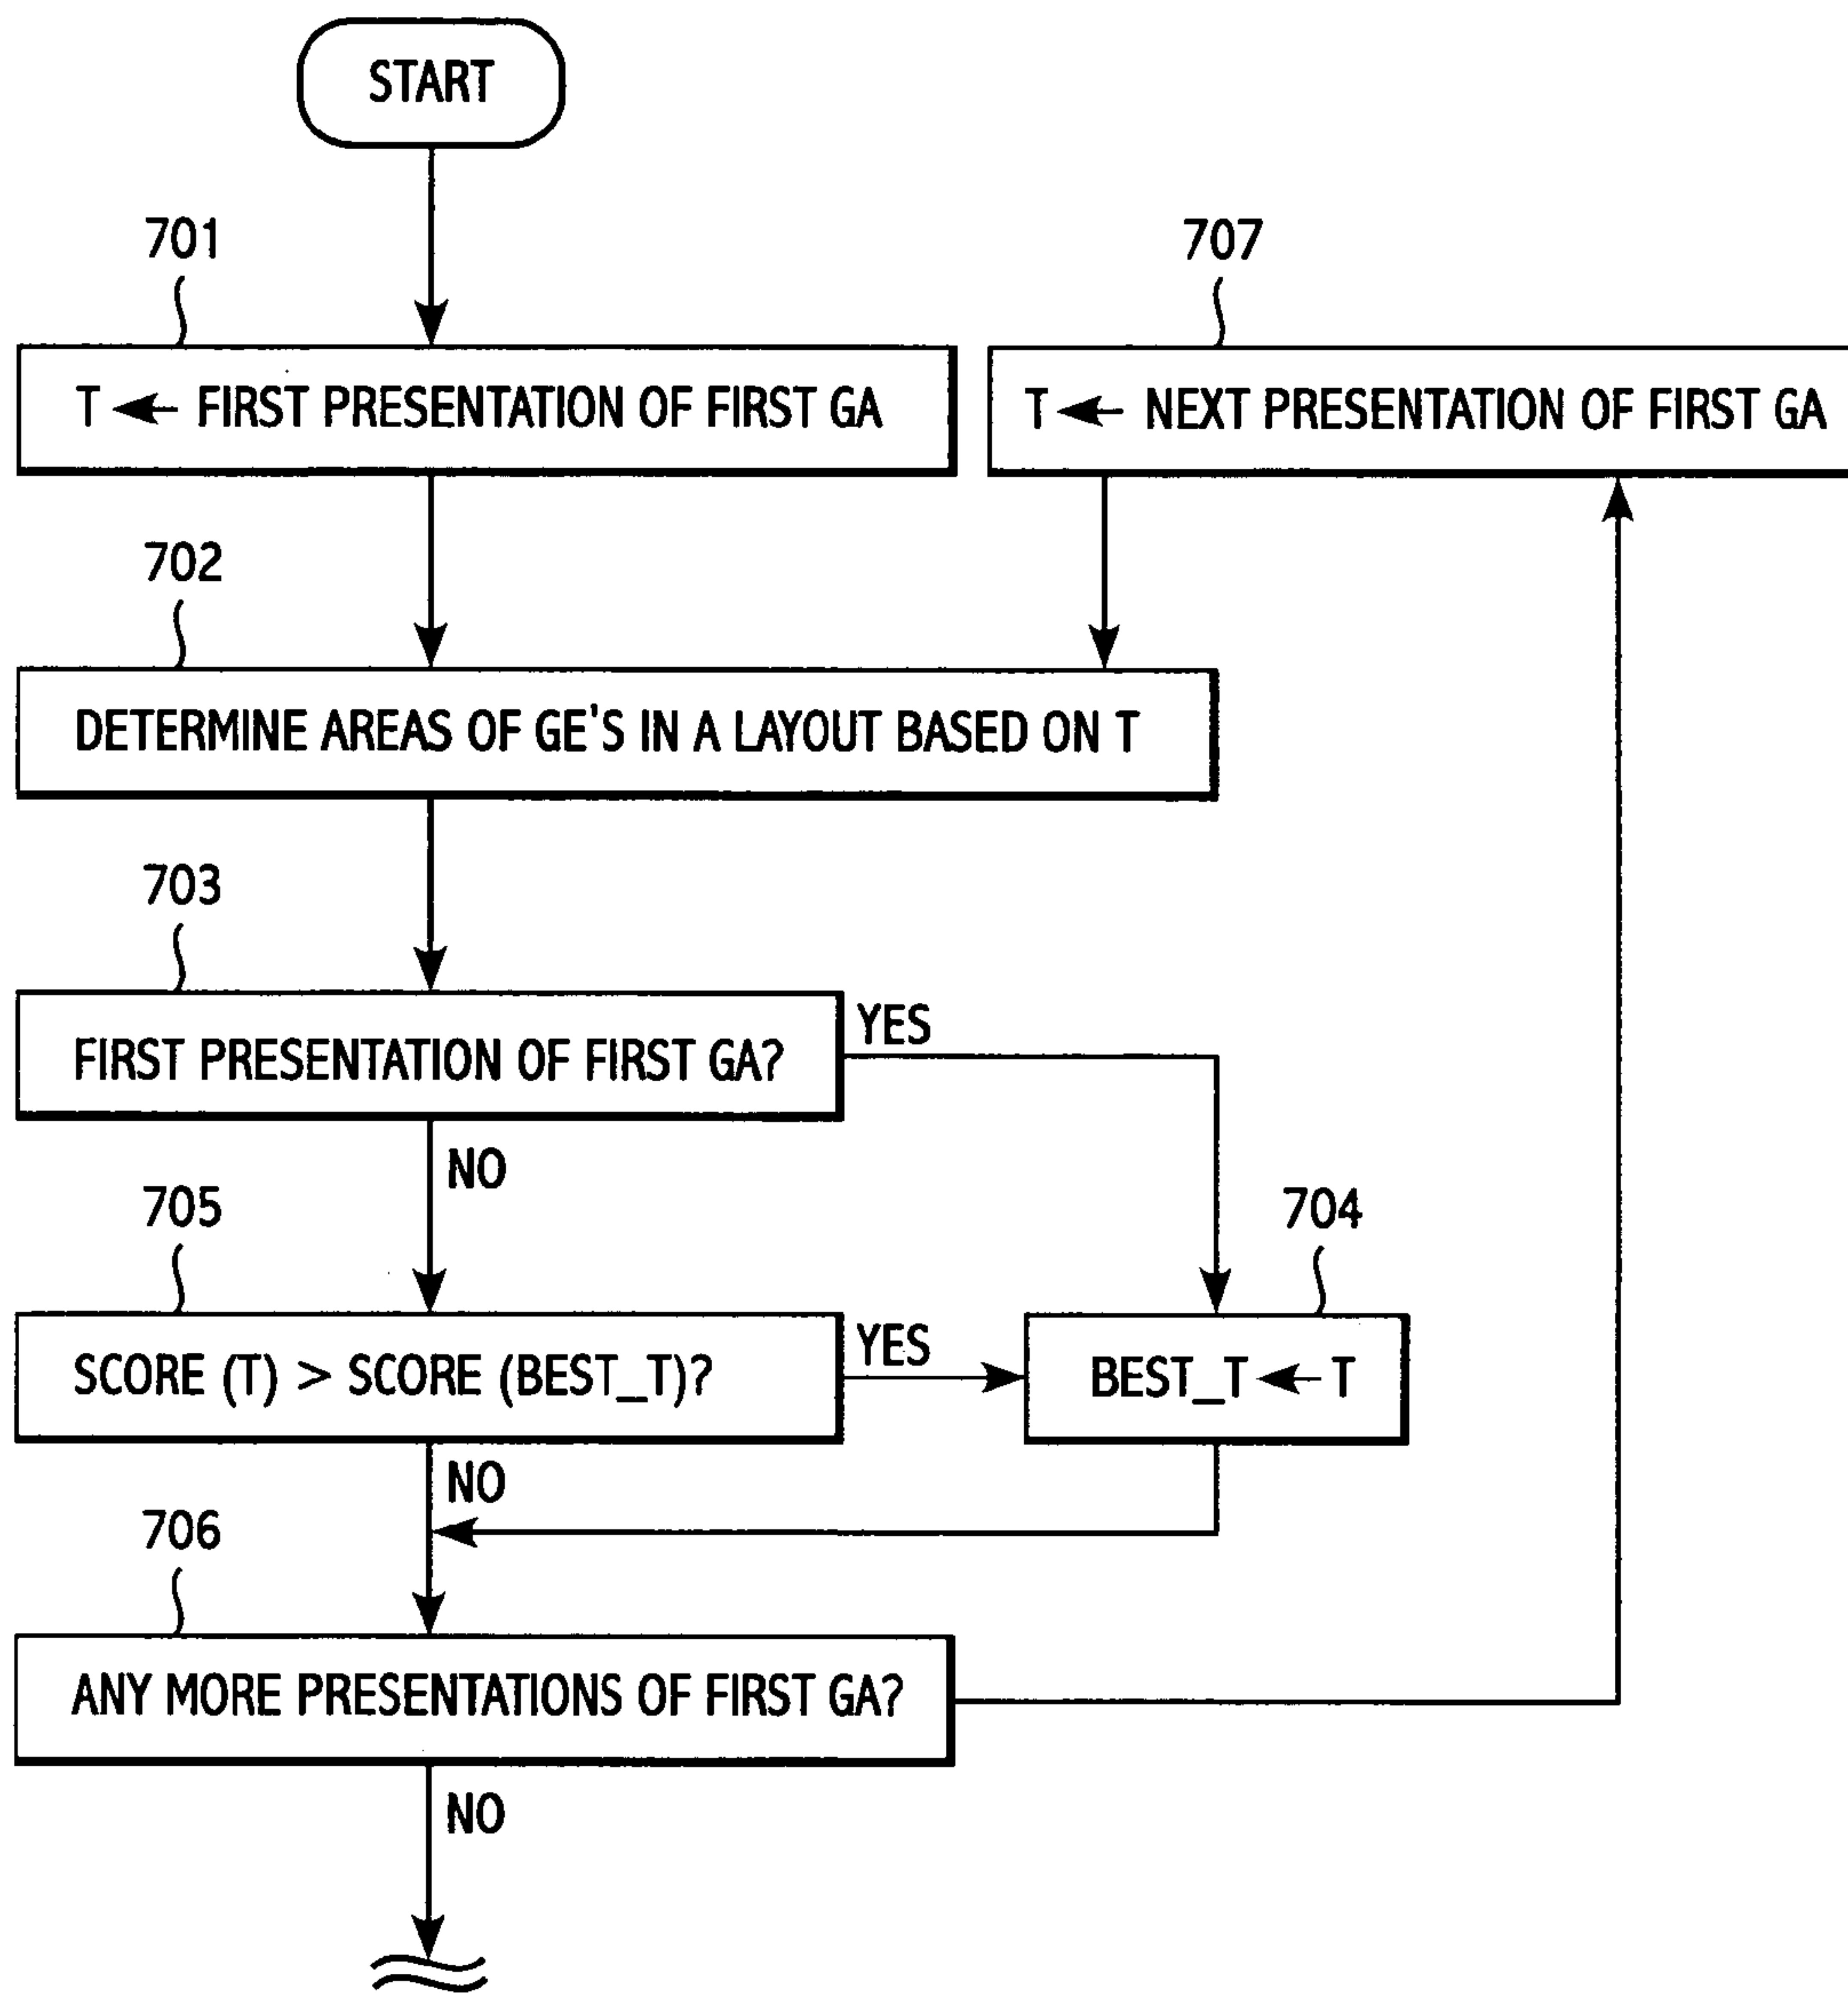 START
701
707
T ← FIRST PRESENTATION OF FIRST GA
T ← NEXT PRESENTATION OF FIRST GA
702
DETERMINE AREAS OF GE'S IN A LAYOUT BASED ON T
703
FIRST PRESENTATION OF FIRST GA?
YES
NO
705
704
SCORE (T) > SCORE (BEST_T)?
YES
BEST_T ← T
NO
706
ANY MORE PRESENTATIONS OF FIRST GA?
NO